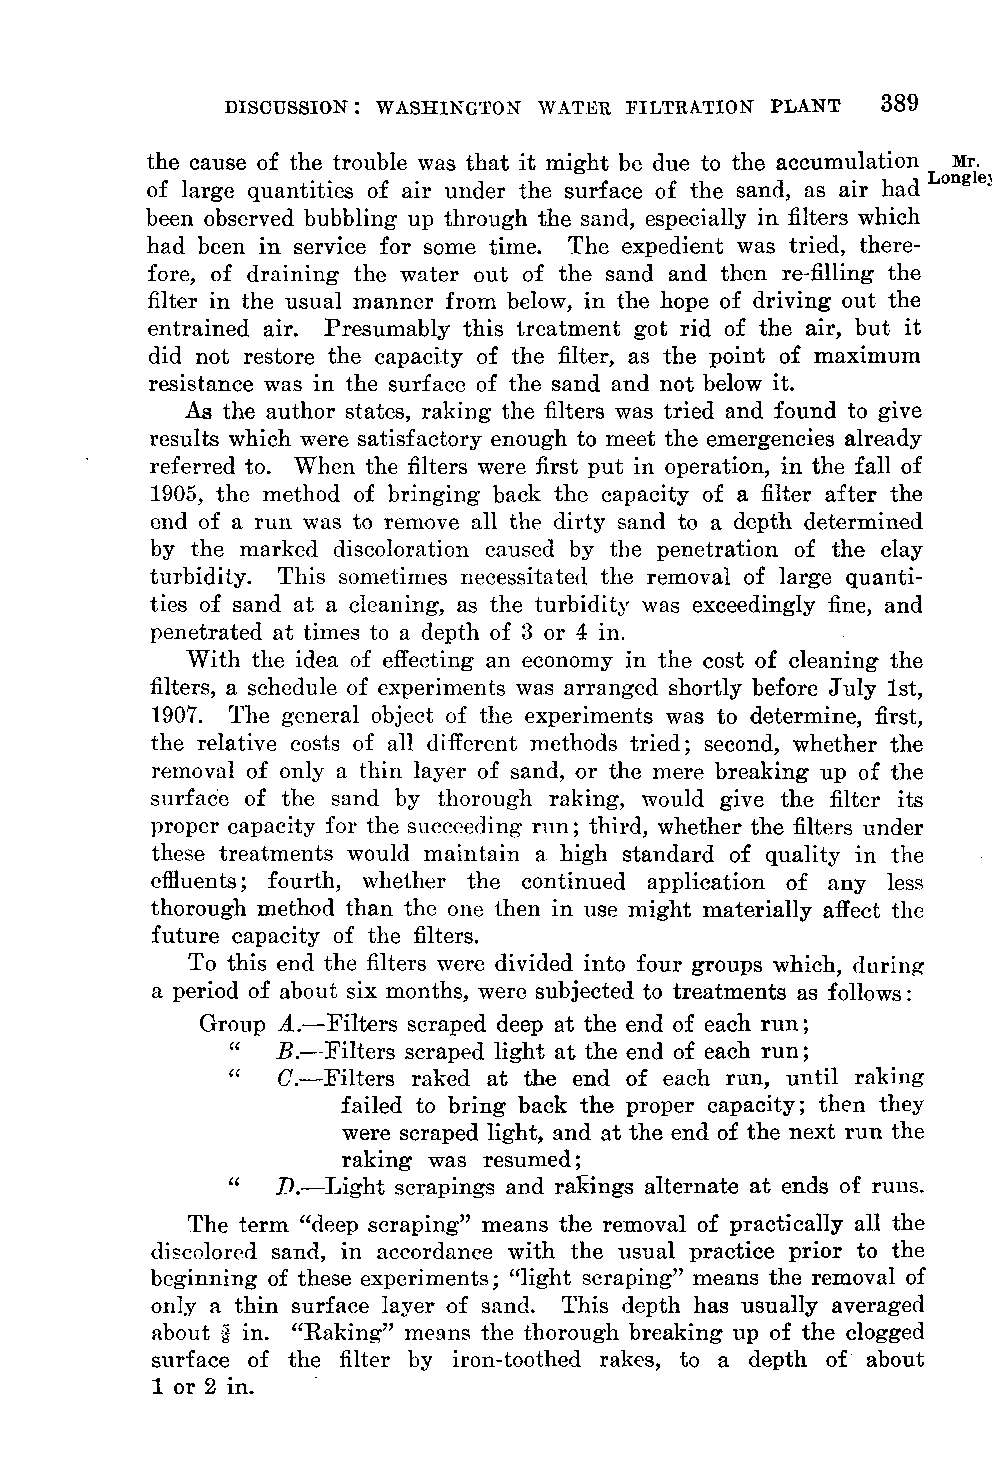 DISCUSSION: WASHINGTON WATER FILTRATION PLANT 389
the cause of the trouble was that it might be due to the accumulation Mr.
of large quantities of air under the surface of the sand, as air had Longley
been observed bubbling up through the sand, especially in filters which
had been in service for some time. The expedient was tried, there-
fore, of draining the water out of the sand and then re-filling the
filter in the usual manner from below, in the hope of driving out the
entrained air. Presumably this treatment got rid of the air, but it
did not restore the capacity of the filter, as the point of maximum
resistance was in the surface of the sand and not below it.
As the author states, raking the filters was tried and found to give
results which were satisfactory enough to meet the emergencies already
referred to. When the filters were first put in operation, in the fall of
1905, the method of bringing back the capacity of a filter after the
end of a run was to remove all the dirty sand to a depth determined
by the marked discoloration caused by the penetration of the clay
turbidity. This sometimes necessitated the removal of large quanti-
ties of sand at a cleaning, as the turbidity was exceedingly fine, and
penetrated at times to a depth of 3 or 4 in.
With the idea of effecting an economy in the cost of cleaning the
filters, a schedule of experiments was arranged shortly before July 1st,
1907. The general object of the experiments was to determine, first,
the relative costs of all different methods tried; second, whether the
removal of only a thin layer of sand, or the mere breaking up of the
surface of the sand by thorough raking, would give the filter its
proper capacity for the succeeding run; third, whether the filters under
these treatments would maintain a high standard of quality in the
effluents; fourth, whether the continued application of any less
thorough method than the one then in use might materially affect the
future capacity of the filters.
To this end the filters were divided into four groups which, during
a period of about six months, were subjected to treatments as follows:
Group A.—Filters scraped deep at the end of each run;
“ B.—Filters scraped light at the end of each run;
“ C.—Filters raked at the end of each run, until raking
failed to bring back the proper capacity; then they
were scraped light, and at the end of the next run the
raking was resumed;
“ D.—Light scrapings and rakings alternate at ends of runs.
The term “deep scraping” means the removal of practically all the
discolored sand, in accordance with the usual practice prior to the
beginning of these experiments; “light scraping” means the removal of
only a thin surface layer of sand. This depth has usually averaged
about in. “Raking” means the thorough breaking up of the clogged
surface of the filter by iron-toothed rakes, to a depth of about
1 or 2 in.